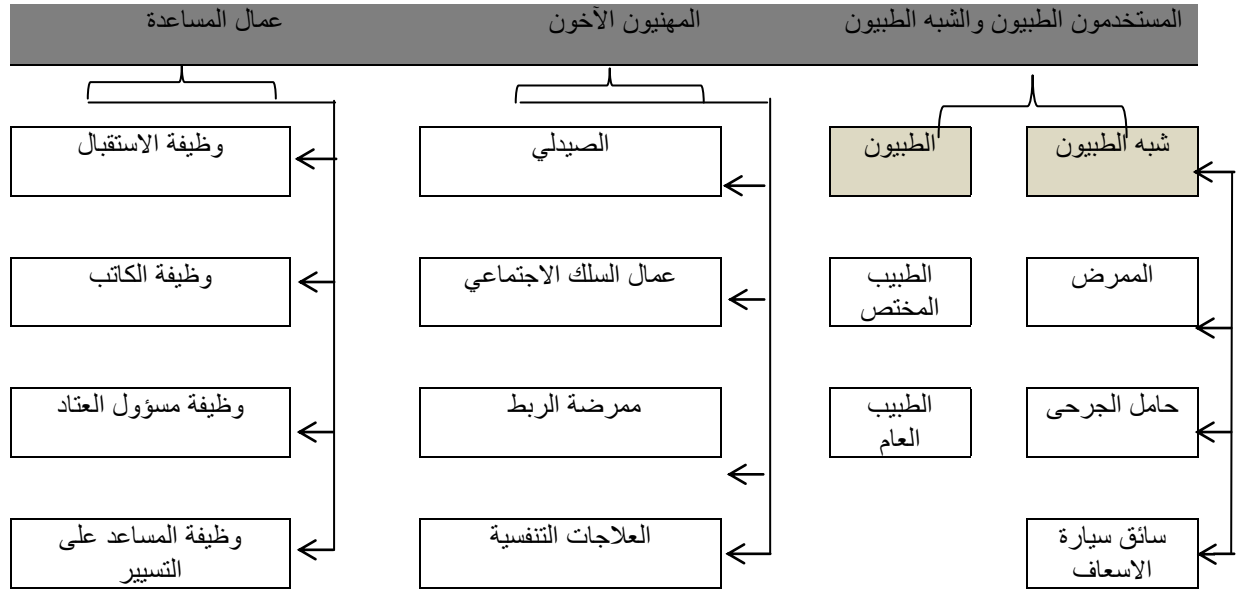 المستخدمون الطبيون والشبه الطبيون
المهنيون الآخون
عمال المساعدة
شبه الطبيون
الطبيون
الصيدلي
وظيفة الاستقبال
الممرض
الطبيب
المختص
عمال السلك الاجتماعي
وظيفة الكاتب
حامل الجرحى
الطبيب
العام
ممرضة الربط
وظيفة مسؤول العتاد
سائق سيارة
الاسعاف
العلاجات التنفسية
وظيفة المساعد على
التسيير